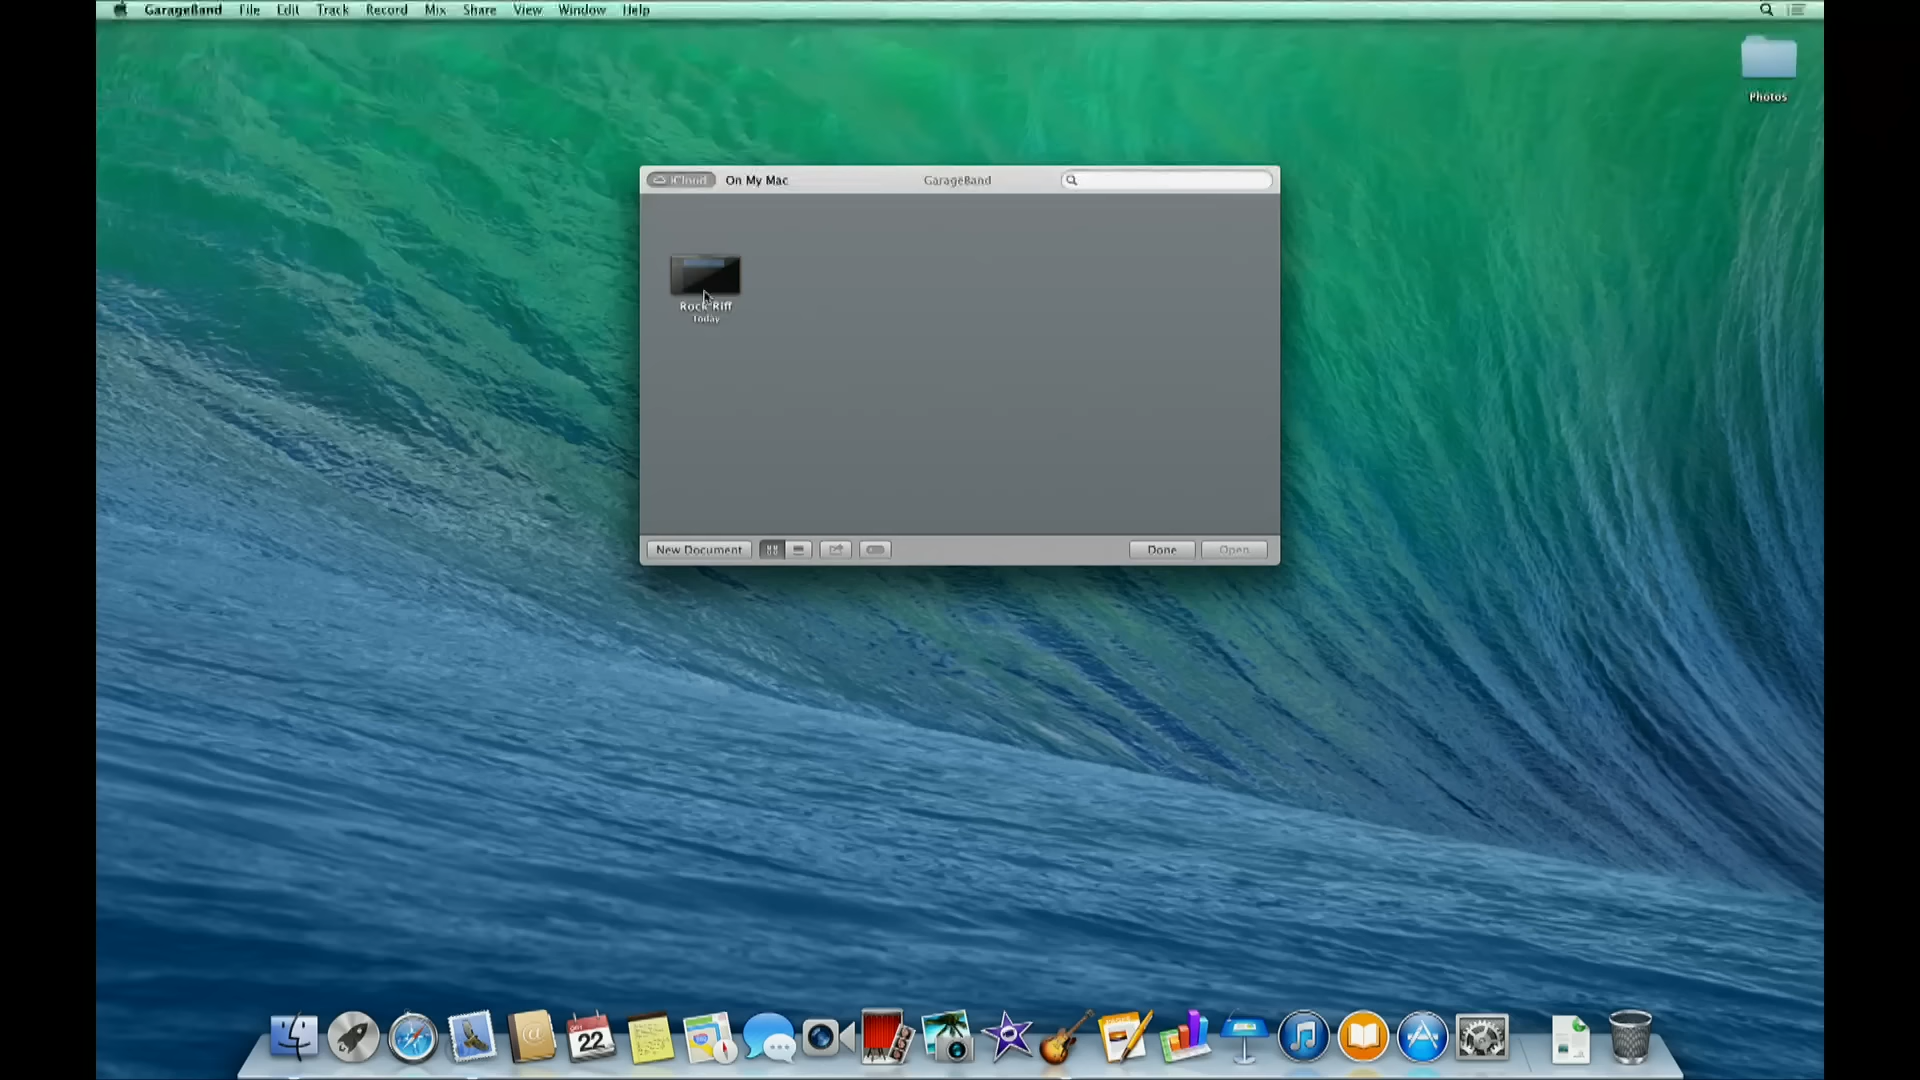 GarageBand File Edit Track Record Mix Share View Window Help
Photos
iCloud On My Mac GarageBand
Rock Riff
Today
New Document Done Open
22